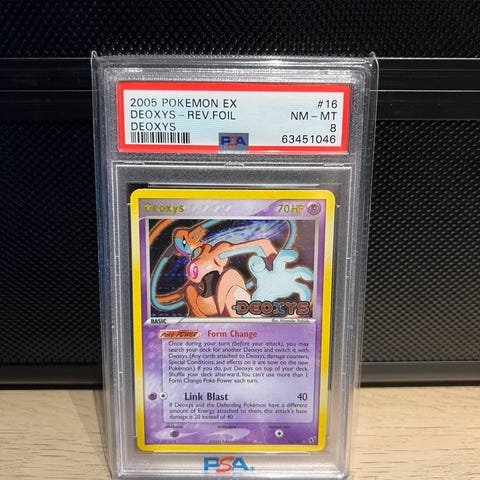 2005 POKEMON EX #16
DEOXYS-REV.FOIL NM-MT
DEOXYS 8
PSA 63451046
Deoxys 70 HP
DEOXYS
BASIC
POKé-POWER Form Change
Once during your turn (before your attack), you may
search your deck for another Deoxys and switch it with
Deoxys. (Any cards attached to Deoxys, damage counters,
Special Conditions, and effects on it are now on the new
Pokémon.) If you do, put Deoxys on top of your deck.
Shuffle your deck afterward. You can't use more than 1
Form Change Poké-Power each turn.
Link Blast 40
If Deoxys and the Defending Pokémon have a different
amount of Energy attached to them, this attack's base
damage is 20 instead of 40.
PSA